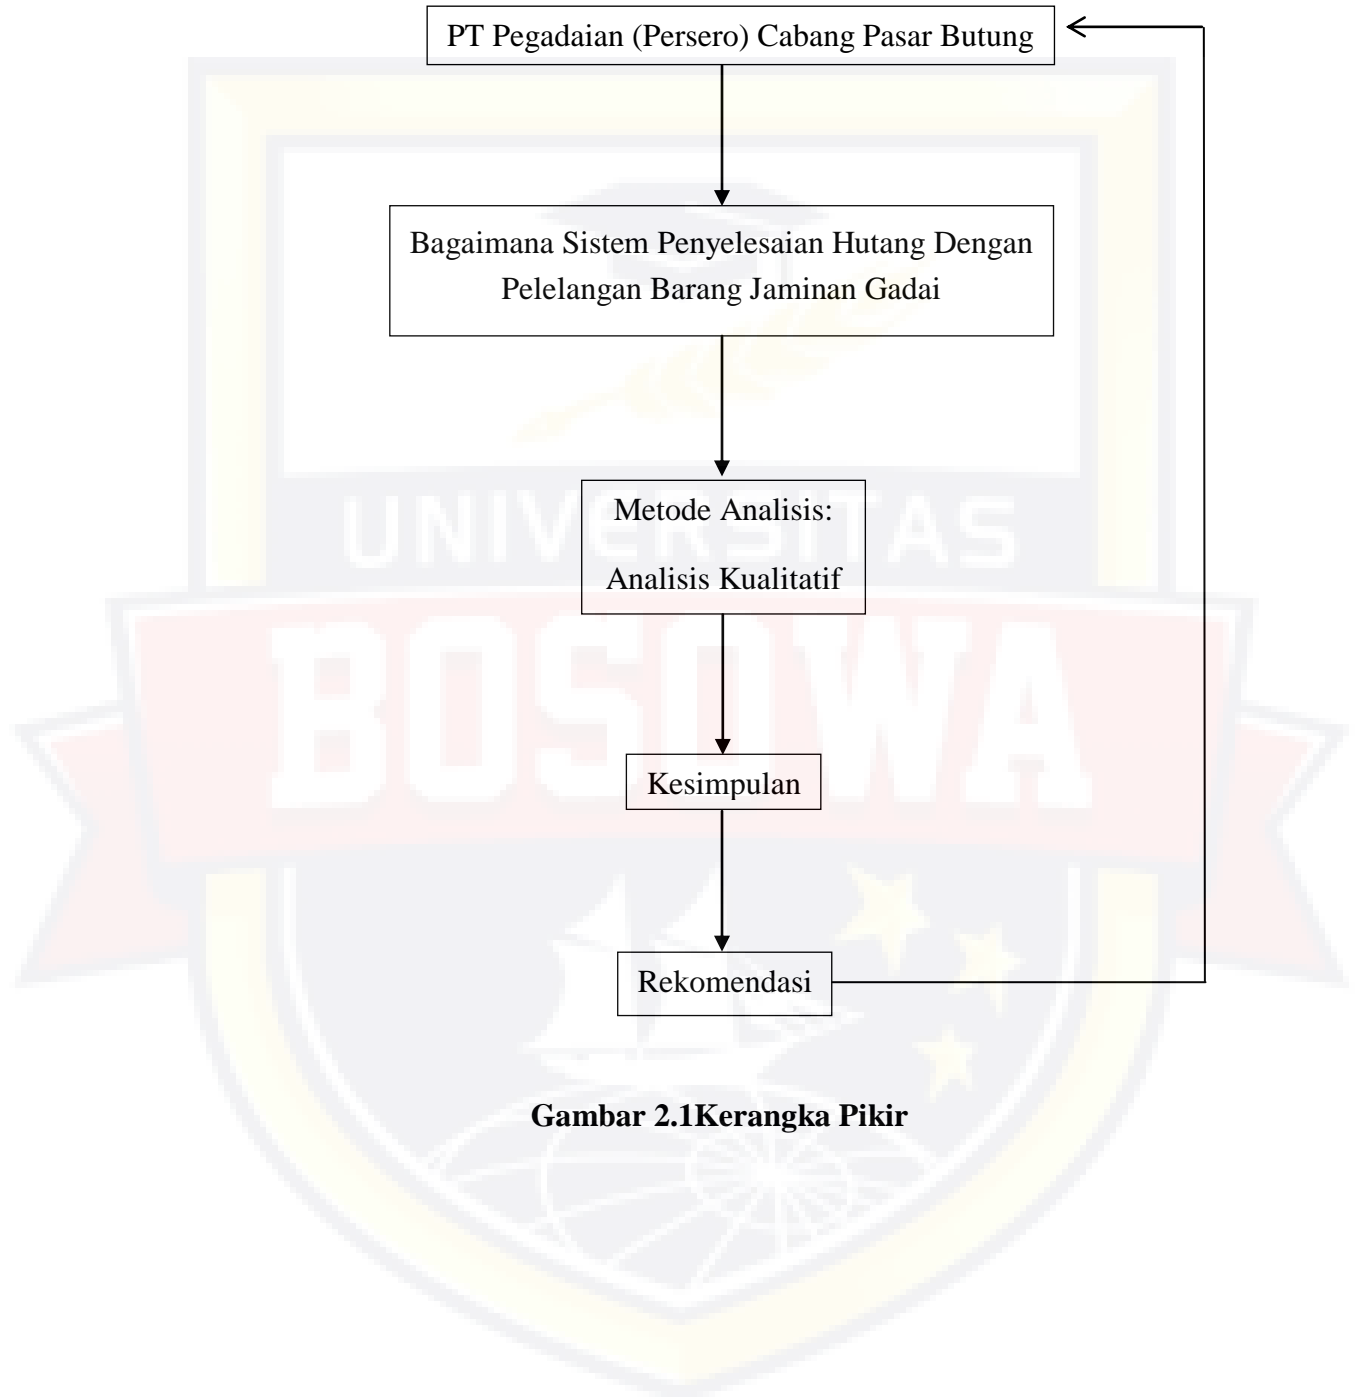 PT Pegadaian (Persero) Cabang Pasar Butung
Bagaimana Sistem Penyelesaian Hutang Dengan
Pelelangan Barang Jaminan Gadai
UNIVERSITAS
Metode Analisis:
Analisis Kualitatif
BOSOWA
Kesimpulan
Rekomendasi
Gambar 2.1Kerangka Pikir